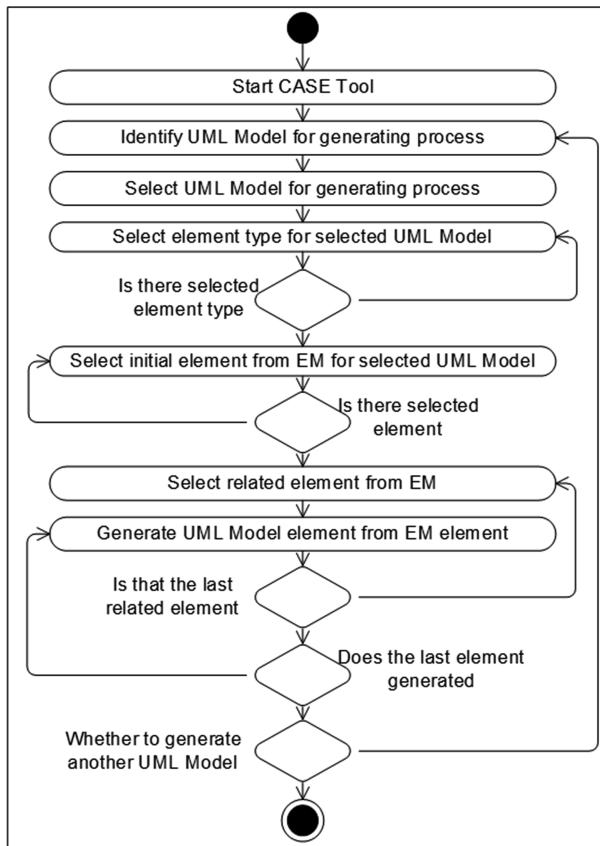 Start CASE Tool
Identify UML Model for generating process
Select UML Model for generating process
Select element type for selected UML Model
Is there selected
element type
Select initial element from EM for selected UML Model
Is there selected
element
Select related element from EM
Generate UML Model element from EM element
Is that the last
related element
Does the last element
generated
Whether to generate
another UML Model